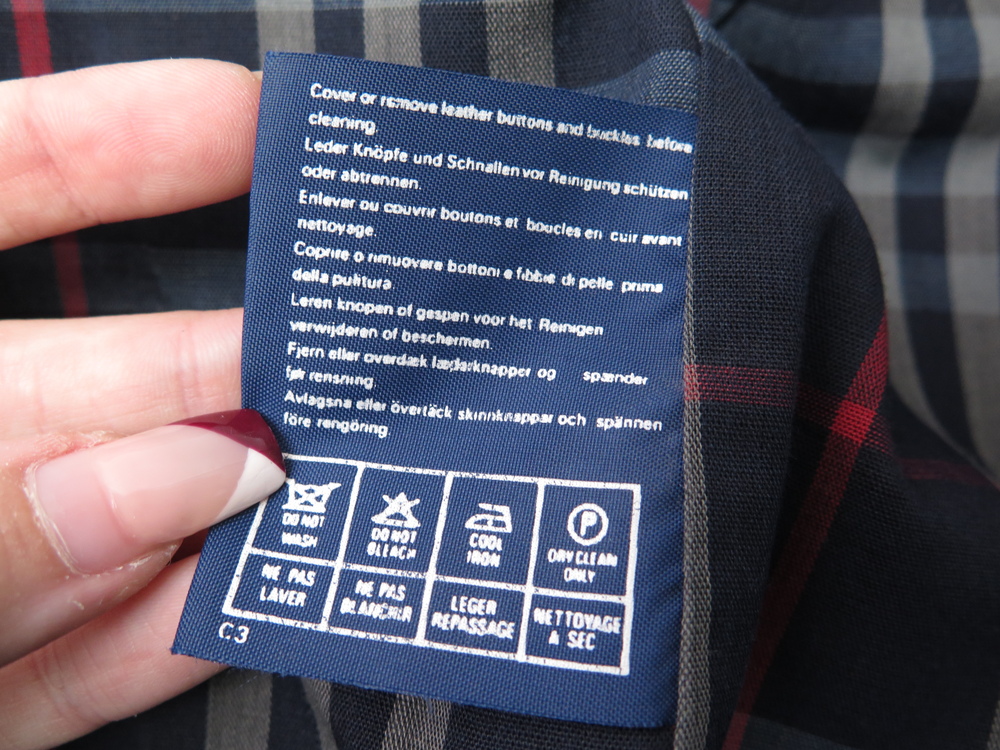 Cover or remove leather buttons and buckles before
cleaning.
Leder Knöpfe und Schnallen vor Reinigung schützen
oder abtrennen.
Enlever ou couvrir boutons et boucles en cuir avant
nettoyage.
Coprire o rimuovere bottoni e fibbie di pelle prima
della pulitura.
Leren knopen of gespen voor het Reinigen
verwijderen of beschermen.
Fjern eller overdæk læderknapper og spænder
før rensning.
Avlagsna eller övertäck skinnknappar och spännen
före rengöring.
DO NOT WASH
DO NOT BLEACH
COOL IRON
P
DRY CLEAN ONLY
NE PAS LAVER
NE PAS BLANCHIR
LEGER REPASSAGE
NETTOYAGE A SEC
C3